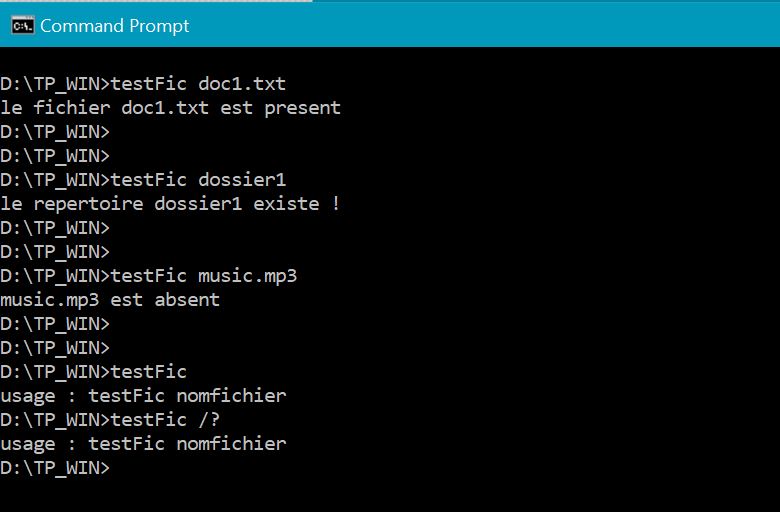 Command Prompt
D:\TP_WIN>testFic doc1.txt
le fichier doc1.txt est present
D:\TP_WIN>
D:\TP_WIN>
D:\TP_WIN>testFic dossier1
le repertoire dossier1 existe !
D:\TP_WIN>
D:\TP_WIN>
D:\TP_WIN>testFic music.mp3
music.mp3 est absent
D:\TP_WIN>
D:\TP_WIN>
D:\TP_WIN>testFic
usage : testFic nomfichier
D:\TP_WIN>testFic /?
usage : testFic nomfichier
D:\TP_WIN>